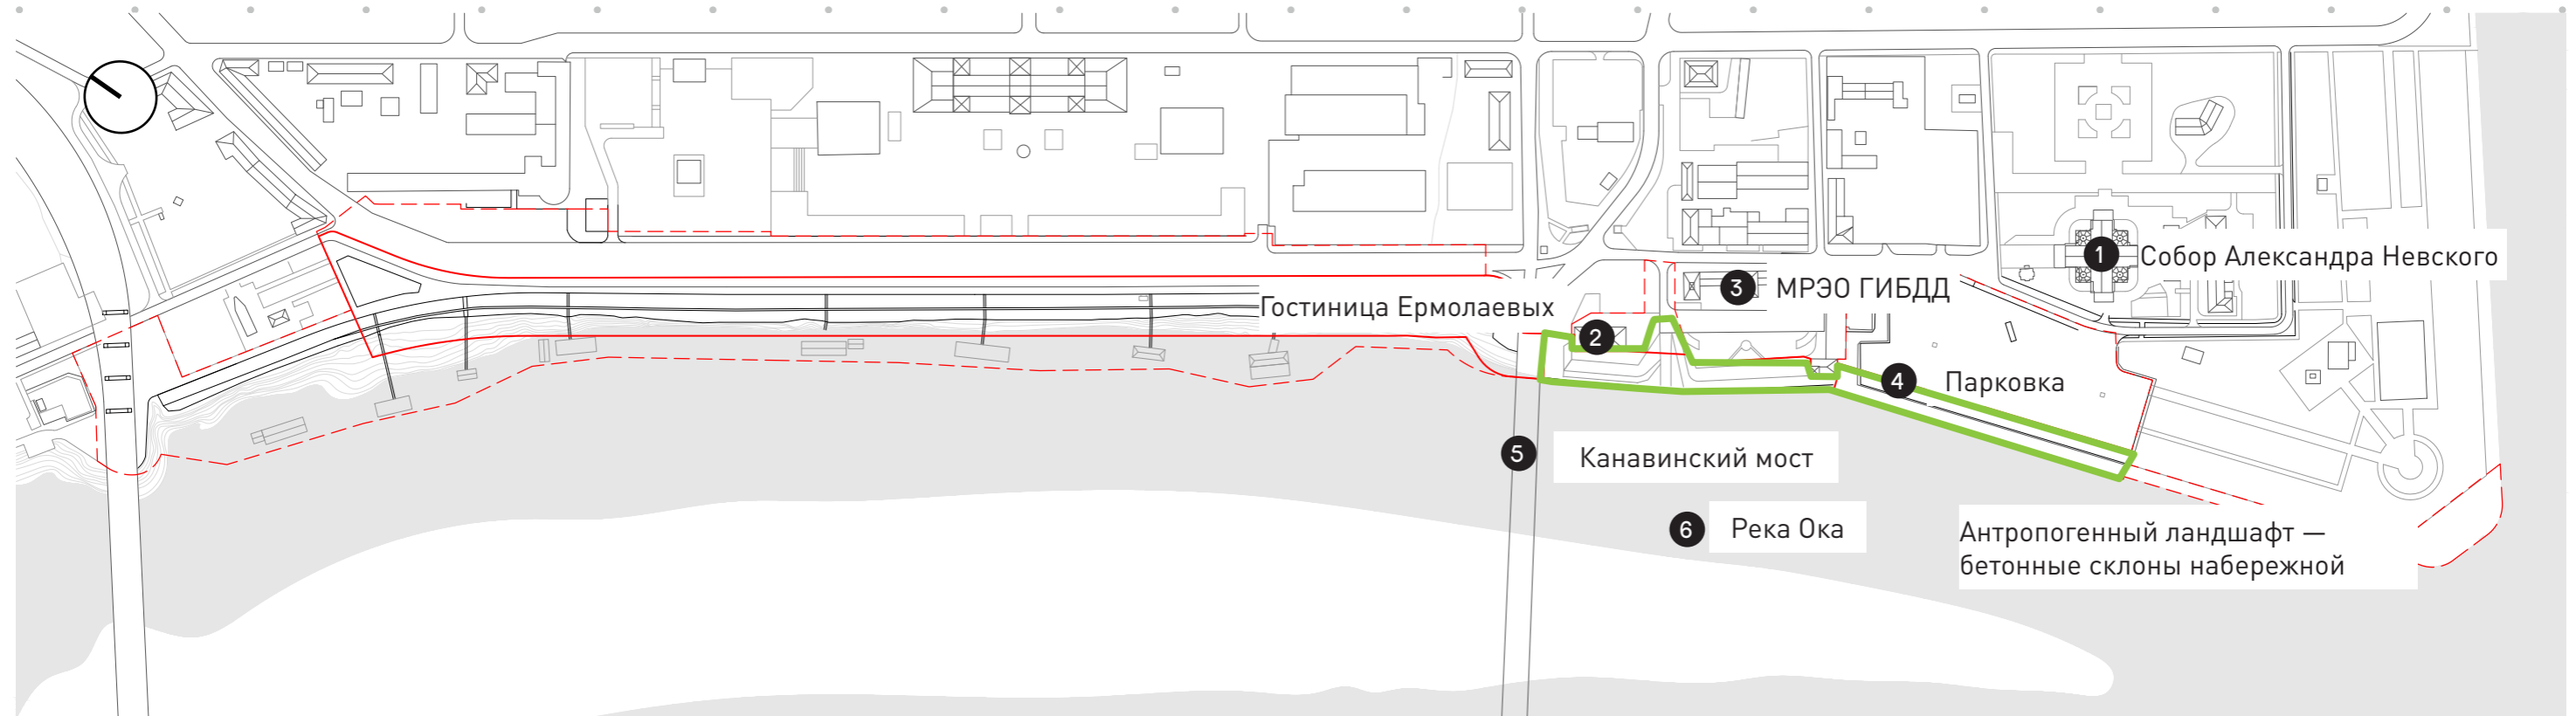 1 Собор Александра Невского
3 МРЭО ГИБДД
Гостиница Ермолаевых
2
4 Парковка
5 Канавинский мост
6 Река Ока
Антропогенный ландшафт —
бетонные склоны набережной